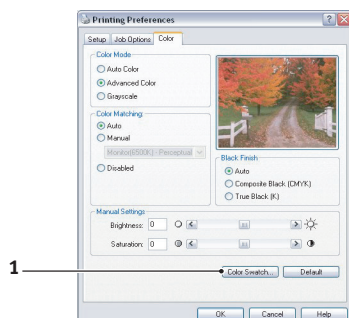 Printing Preferences
Setup Job Options Color
Color Mode
Auto Color
Advanced Color
Grayscale
Color Matching:
Auto
Manual
Monitor(6500K) - Perceptual
Disabled
Black Finish
Auto
Composite Black (CMYK)
True Black (K)
Manual Settings
Brightness: 0
Saturation: 0
1
Color Swatch... Default
OK Cancel Help